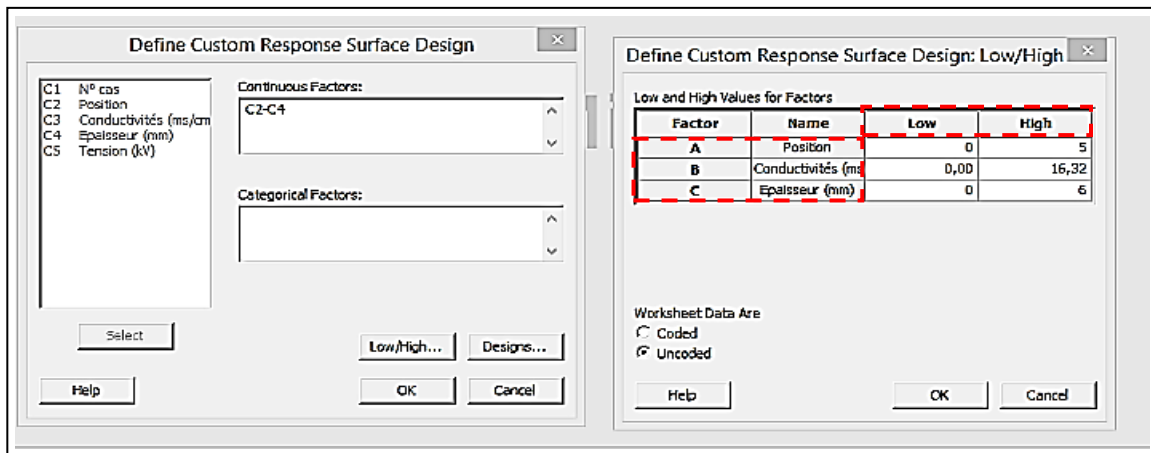 Define Custom Response Surface Design
C1 Nº cas
C2 Position
C3 Conductivités (ms/cm
C4 Epaisseur (mm)
C5 Tension (kV)
Continuous Factors:
C2-C4
Categorical Factors:
Select
Low/High...
Designs...
Help
OK
Cancel
Define Custom Response Surface Design: Low/High
Low and High Values for Factors
Factor Name Low High
A Position 0 5
B Conductivités (ms 0,00 16,32
C Epaisseur (mm) 0 6
Worksheet Data Are
Coded
Uncoded
Help
OK
Cancel